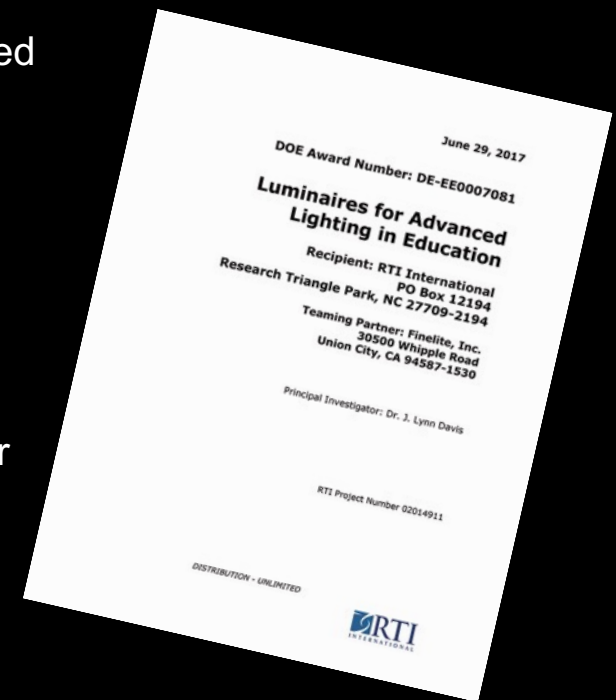 ed
June 29, 2017
DOE Award Number: DE-EE0007081
Luminaires for Advanced
Lighting in Education
Recipient: RTI International
PO Box 12194
Research Triangle Park, NC 27709-2194
Teaming Partner: Finelite, Inc.
30500 Whipple Road
Union City, CA 94587-1530
Principal Investigator: Dr. J. Lynn Davis
r
RTI Project Number 02014911
DISTRIBUTION - UNLIMITED
RTI
INTERNATIONAL